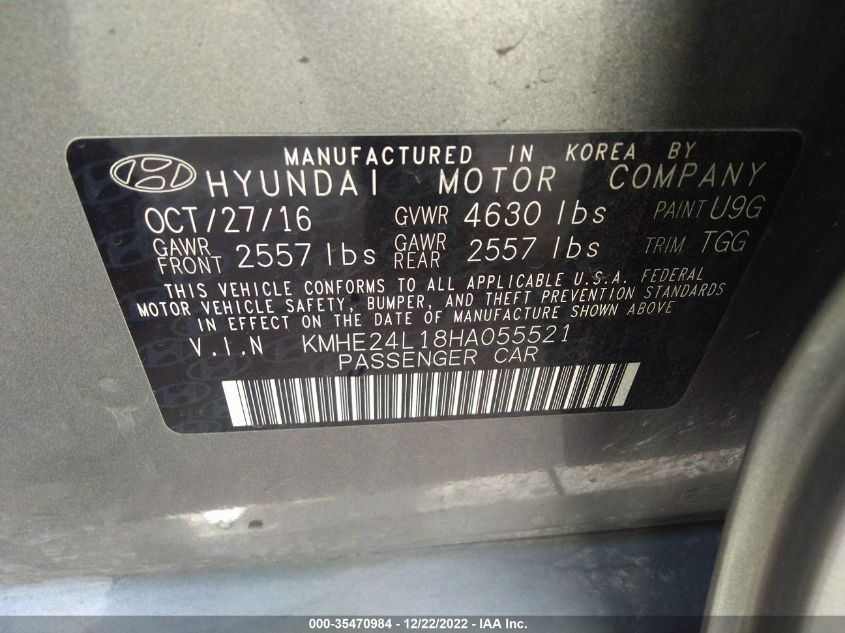 MANUFACTURED IN KOREA BY
HYUNDAI MOTOR COMPANY
OCT/27/16 GVWR 4630 lbs PAINT U9G
GAWR FRONT 2557 lbs GAWR REAR 2557 lbs TRIM TGG
THIS VEHICLE CONFORMS TO ALL APPLICABLE U.S.A. FEDERAL
MOTOR VEHICLE SAFETY, BUMPER, AND THEFT PREVENTION STANDARDS
IN EFFECT ON THE DATE OF MANUFACTURE SHOWN ABOVE
V.I.N KMHE24L18HA055521
PASSENGER CAR
000-35470984 - 12/22/2022 - IAA Inc.